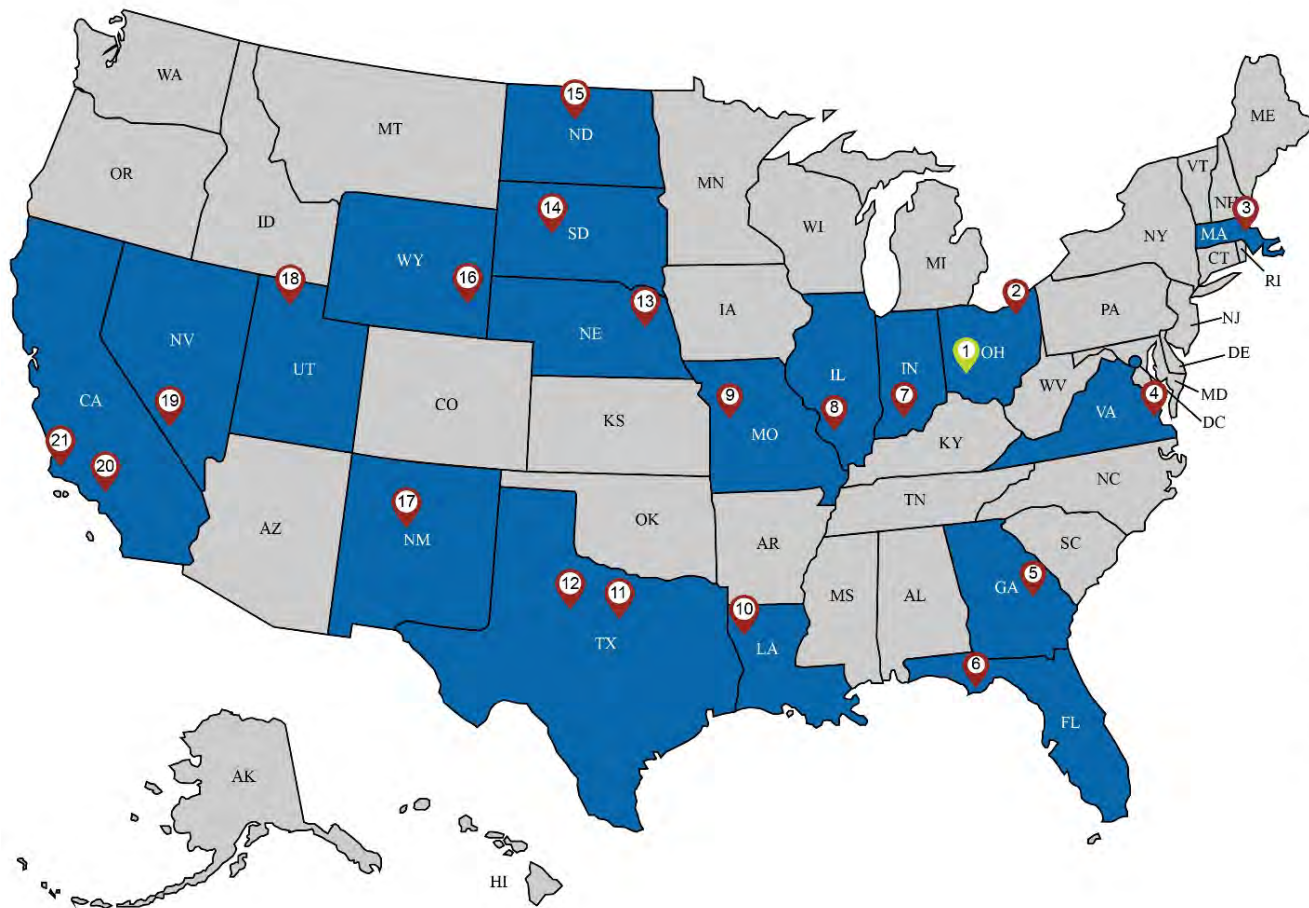 WA
MT
15
ND
MN
ME
VT
NH
3
OR
ID
14
SD
WI
NY
MA
CT
RI
WY
16
18
MI
2
13
NE
IA
PA
NJ
NV
UT
1
OH
IL
IN
DE
MD
WV
4
DC
CA
19
CO
KS
9
MO
8
7
KY
VA
21
20
17
NM
AZ
OK
AR
TN
NC
SC
12
11
TX
10
LA
MS
AL
GA
5
6
FL
AK
HI